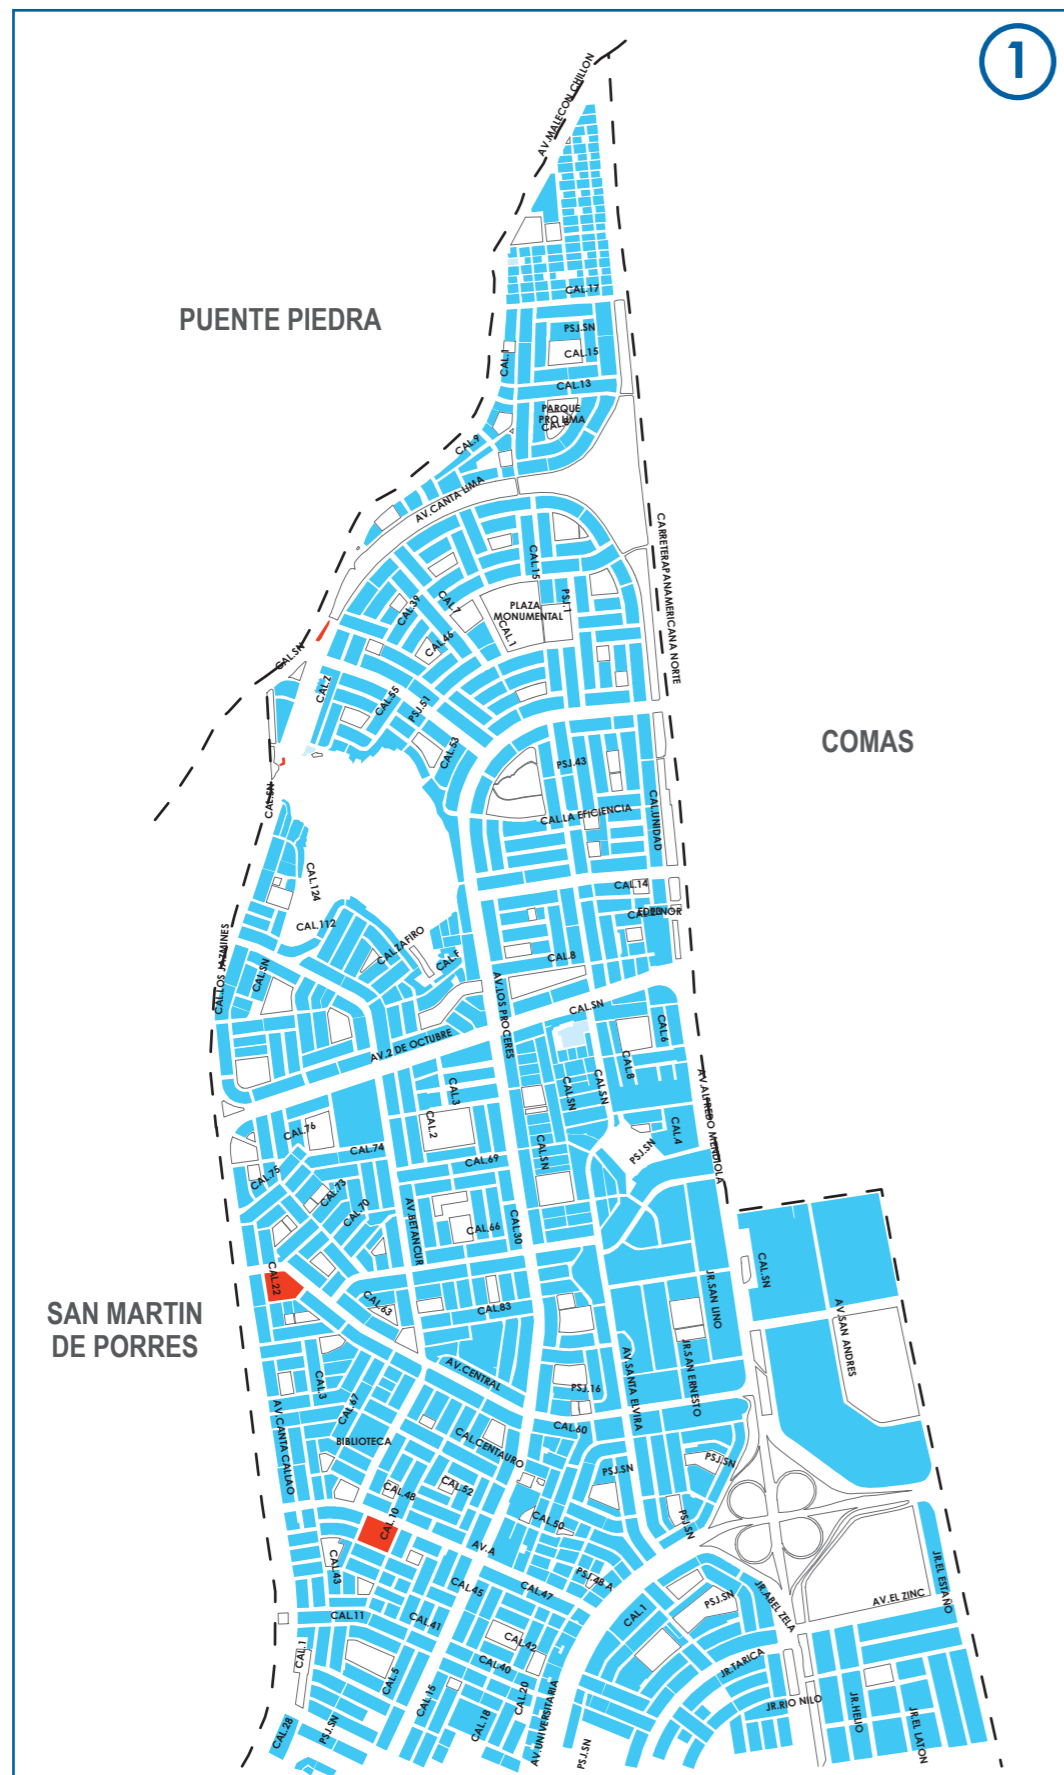 1
AV.MALECON CHILLON
PUENTE PIEDRA
CAL.17
PSJ.SN
CAL.1
CAL.15
CAL.13
PARQUE
PRO LIMA
CAL.9
AV.CANTA LIMA
CARRETERAPANAMERICANA NORTE
CAL.15
CAL.39
CAL.7
PSJ.1
PLAZA
MONUMENTAL
CAL.1
CAL.46
CAL.SN
CAL.Z
CAL.55
PSJ.51
CAL.53
COMAS
PSJ.43
CAL.SN
CAL.LA EFICIENCIA
CAL.UNIDAD
CAL.124
CAL.14
CAL.112
CAL.ZAFIRO
CAL.F
CAL.LOS JAZMINES
CAL.SN
CAL.8
AV.LOS PROCERES
CAL.SN
AV.2 DE OCTUBRE
CAL.6
CAL.8
CAL.3
CAL.SN
CAL.SN
AV.ALFREDO MENDIOLA
CAL.2
CAL.76
CAL.74
CAL.4
PSJ.SN
CAL.69
CAL.SN
CAL.75
CAL.73
CAL.70
AV.BETANCUR
CAL.66
CAL.30
CAL.22
CAL.63
CAL.83
CAL.SN
JR.SAN LINO
SAN MARTIN
DE PORRES
AV.SAN ANDRES
JR.SAN ERNESTO
AV.SANTA ELVIRA
AV.CENTRAL
PSJ.16
CAL.3
CAL.67
CAL.60
AV.CANTA CALLAO
BIBLIOTECA
CAL.CENTAURO
PSJ.SN
PSJ.SN
CAL.48
CAL.52
CAL.10
CAL.50
PSJ.SN
AV.A
CAL.43
CAL.45
CAL.47
PSJ.48 A
JR.EL ESTAÑO
JR.ABEL ZELA
PSJ.SN
AV.EL ZINC
CAL.11
CAL.41
CAL.1
CAL.42
CAL.1
CAL.5
CAL.40
JR.TARICA
CAL.15
CAL.20
JR.RIO NILO
JR.HELIO
JR.EL LATON
CAL.28
PSJ.SN
CAL.18
AV.UNIVERSITARIA
PSJ.SN